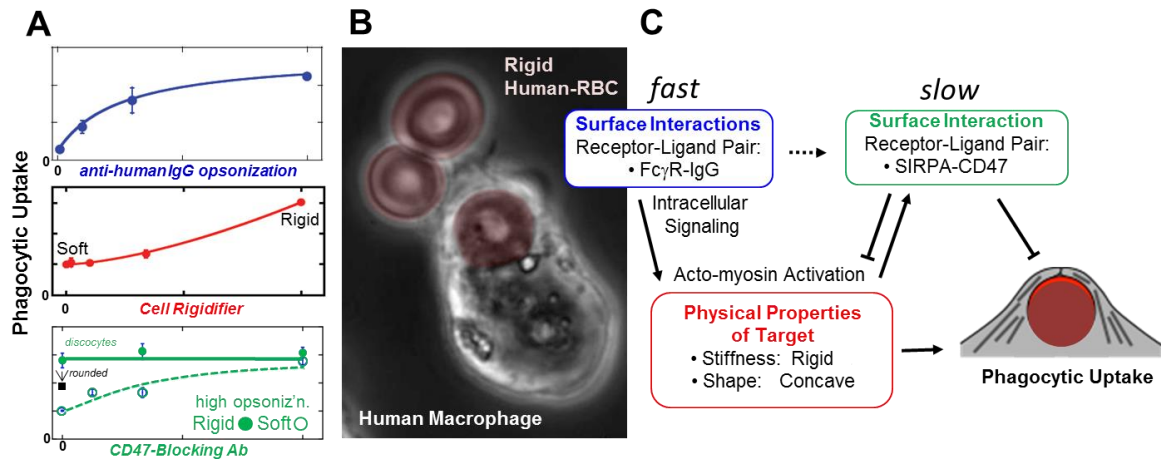 A
Phagocytic Uptake
0
anti-human IgG opsonization
Soft
Rigid
0
0
Cell Rigidifier
discocytes
rounded
high opsoniz'n.
Rigid Soft
0
0
CD47-Blocking Ab
B
Rigid
Human-RBC
Human Macrophage
C
fast
Surface Interactions
Receptor-Ligand Pair:
• FcγR-IgG
slow
Surface Interaction
Receptor-Ligand Pair:
• SIRPA-CD47
Intracellular
Signaling
Acto-myosin Activation
Physical Properties
of Target
• Stiffness: Rigid
• Shape: Concave
Phagocytic Uptake